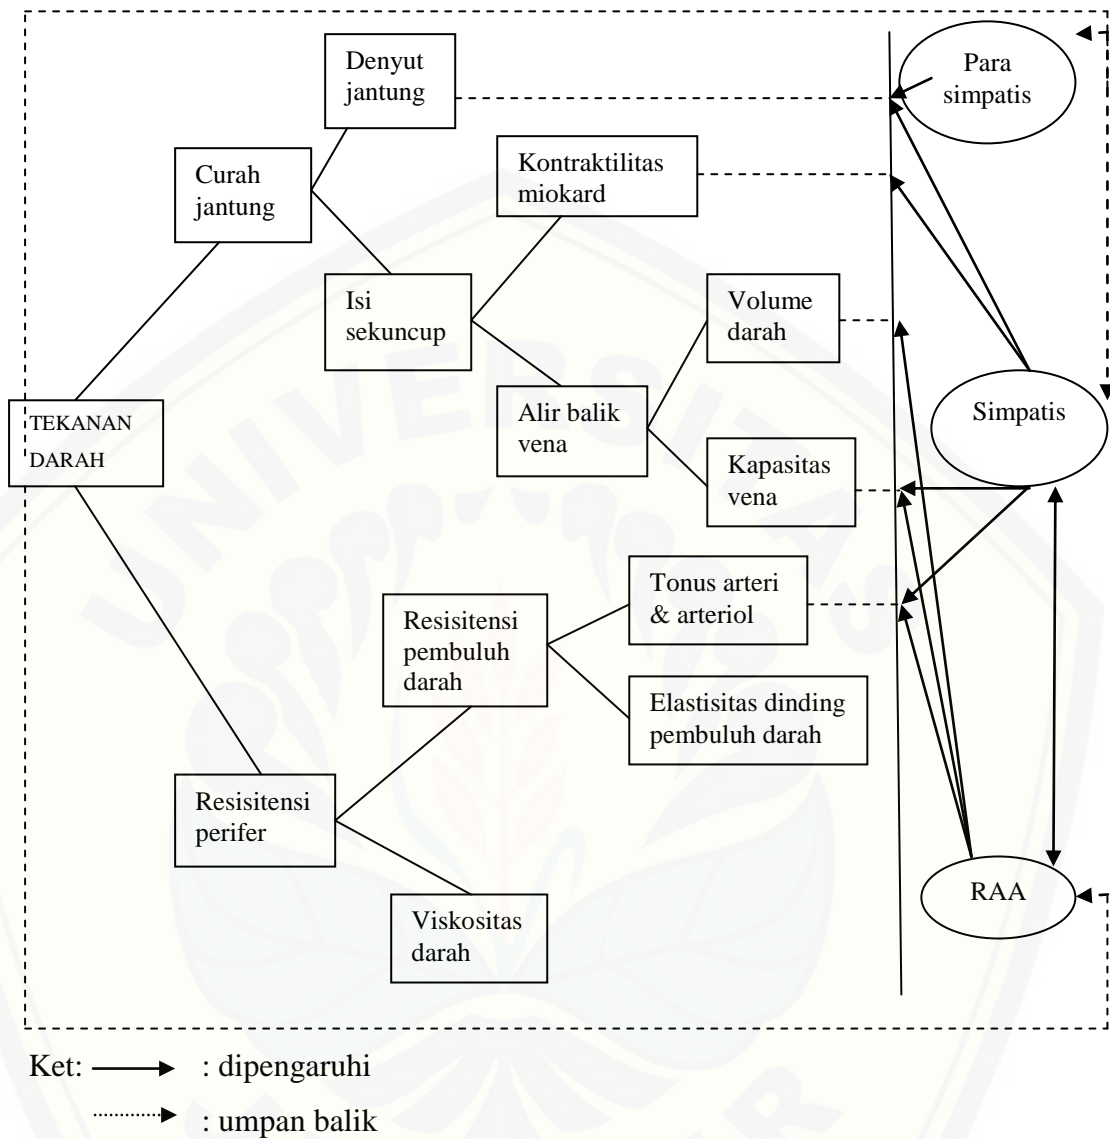 Denyut
jantung
Para
simpatis
Kontraktilitas
miokard
Curah
jantung
Isi
sekuncup
Volume
darah
TEKANAN
DARAH
Alir balik
vena
Simpatis
Kapasitas
vena
Tonus arteri
& arteriol
Resisitensi
pembuluh
darah
Elastisitas dinding
pembuluh darah
Resisitensi
perifer
RAA
Viskositas
darah
Ket: : dipengaruhi
: umpan balik
UNIVERSITAS